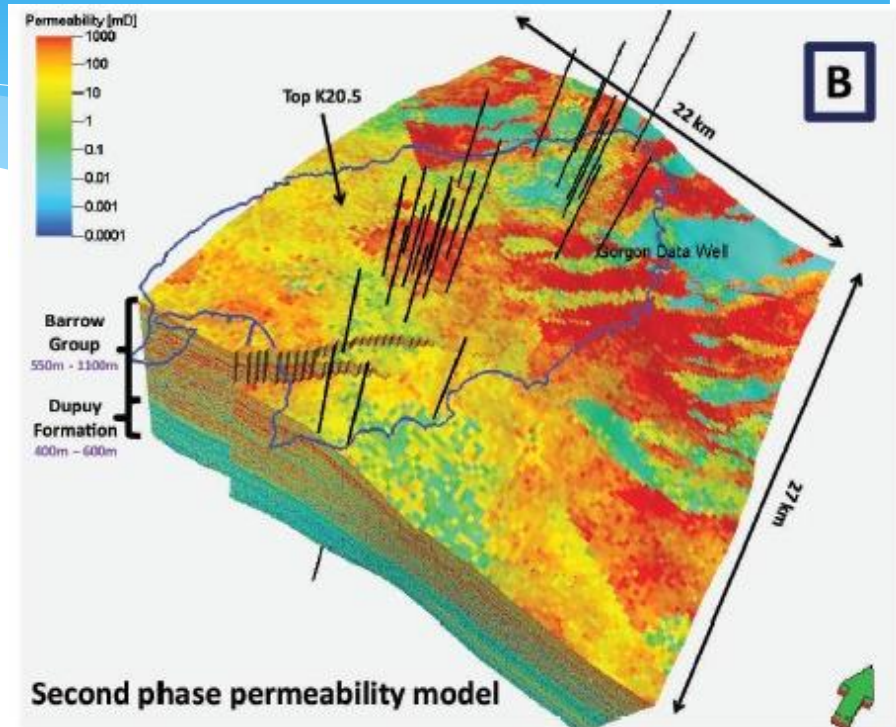 Permeability [mD]
1000
100
10
1
0.1
0.01
0.001
0.0001
B
Top K20.5
22 km
Gorgon Data Well
Barrow
Group
550m - 1100m
Dupuy
Formation
400m – 600m
27 km
Second phase permeability model